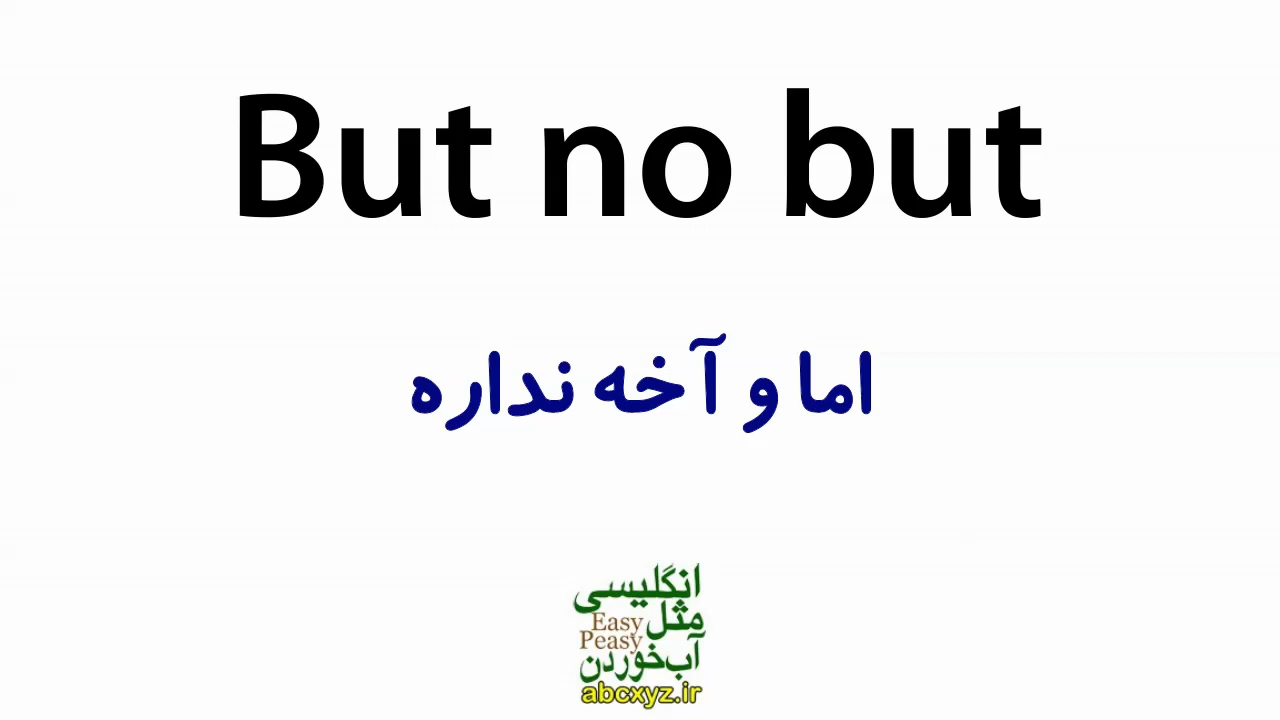 But no but
اما و آخه نداره
انگلیسی
مثل Easy
Peasy
آب‌خوردن
abcxyz.ir